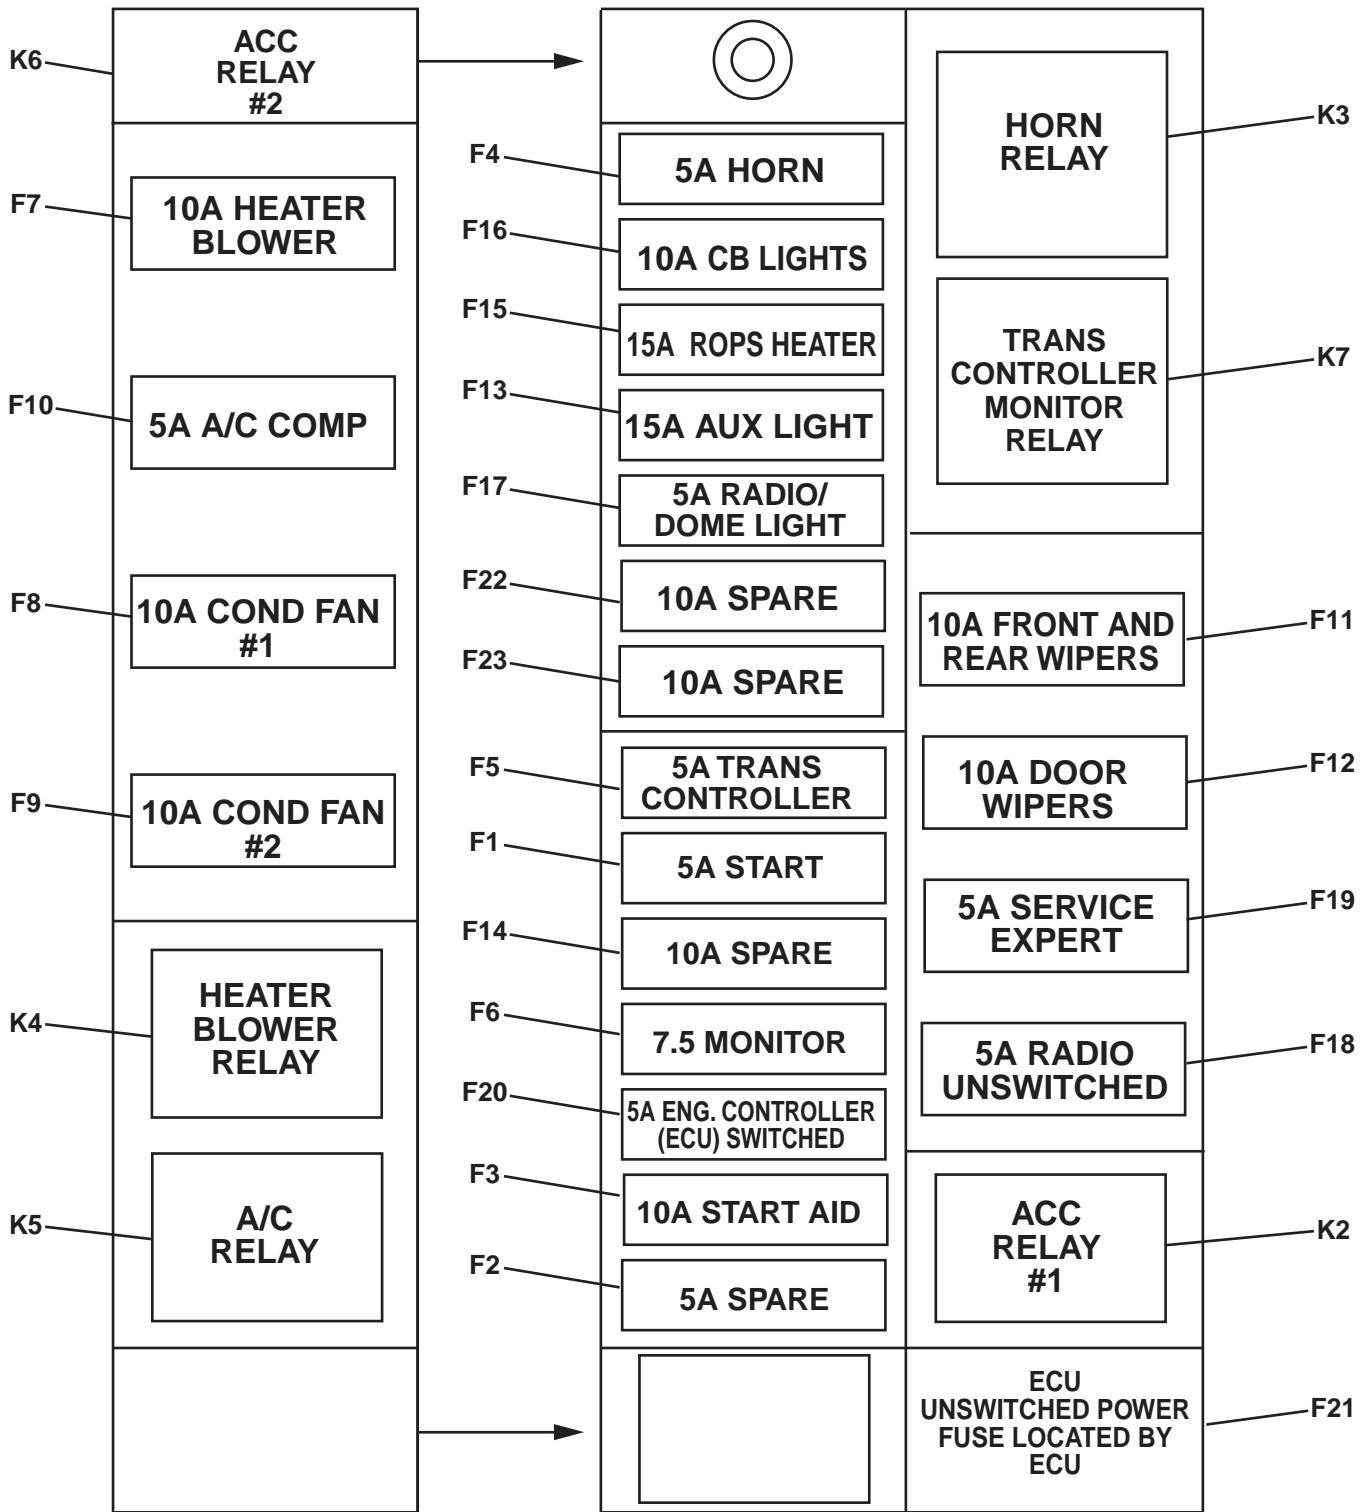 K6
ACC
RELAY
#2
F7
10A HEATER
BLOWER
F10
5A A/C COMP
F8
10A COND FAN
#1
F9
10A COND FAN
#2
K4
HEATER
BLOWER
RELAY
K5
A/C
RELAY
F4
5A HORN
F16
10A CB LIGHTS
F15
15A ROPS HEATER
F13
15A AUX LIGHT
F17
5A RADIO/
DOME LIGHT
F22
10A SPARE
F23
10A SPARE
F5
5A TRANS
CONTROLLER
F1
5A START
F14
10A SPARE
F6
7.5 MONITOR
F20
5A ENG. CONTROLLER
(ECU) SWITCHED
F3
10A START AID
F2
5A SPARE
HORN
RELAY
K3
TRANS
CONTROLLER
MONITOR
RELAY
K7
10A FRONT AND
REAR WIPERS
F11
10A DOOR
WIPERS
F12
5A SERVICE
EXPERT
F19
5A RADIO
UNSWITCHED
F18
ACC
RELAY
#1
K2
ECU
UNSWITCHED POWER
FUSE LOCATED BY
ECU
F21